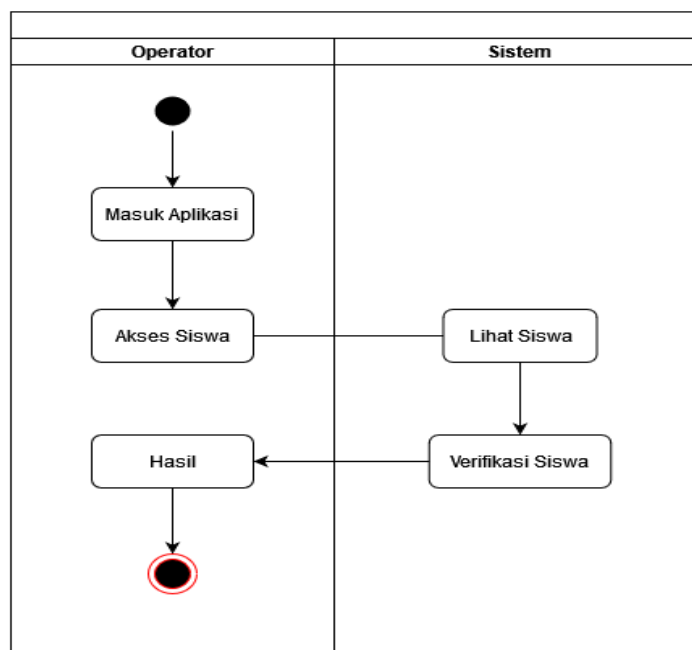 Operator
Sistem
Masuk Aplikasi
Akses Siswa
Lihat Siswa
Hasil
Verifikasi Siswa